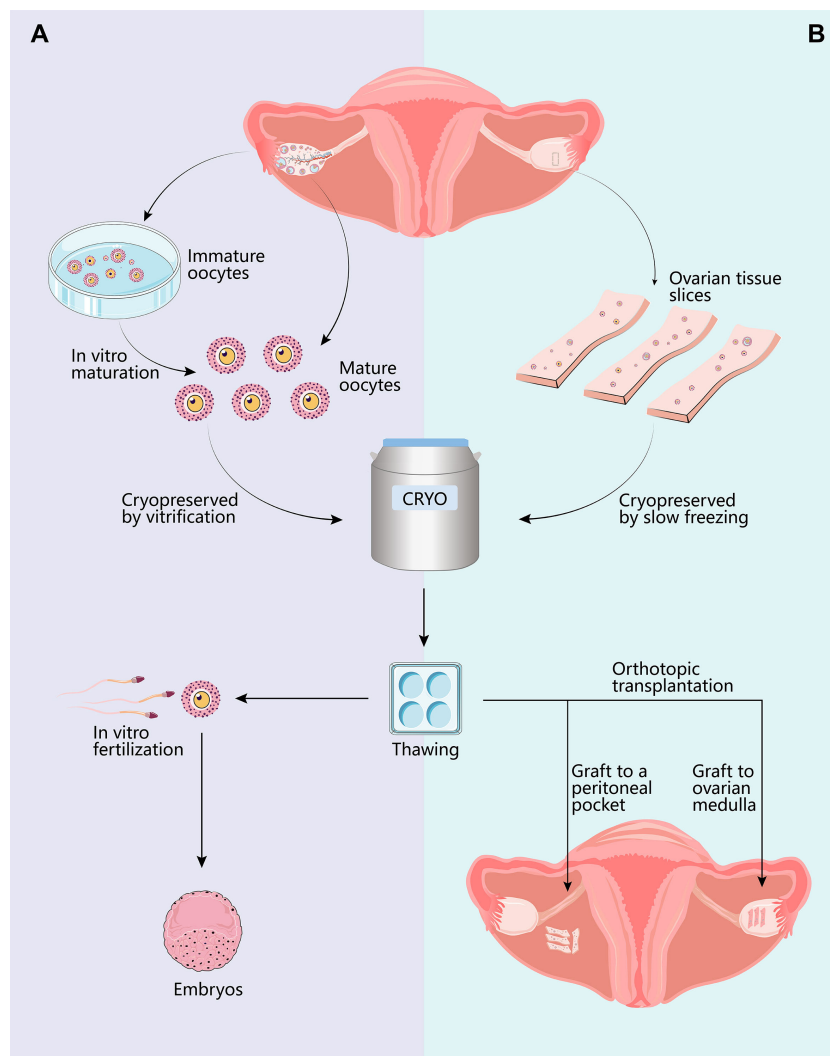 A
B
Immature
oocytes
Ovarian tissue
slices
In vitro
maturation
Mature
oocytes
Cryopreserved
by vitrification
CRYO
Cryopreserved
by slow freezing
Orthotopic
transplantation
In vitro
fertilization
Thawing
Graft to a
peritoneal
pocket
Graft to
ovarian
medulla
Embryos